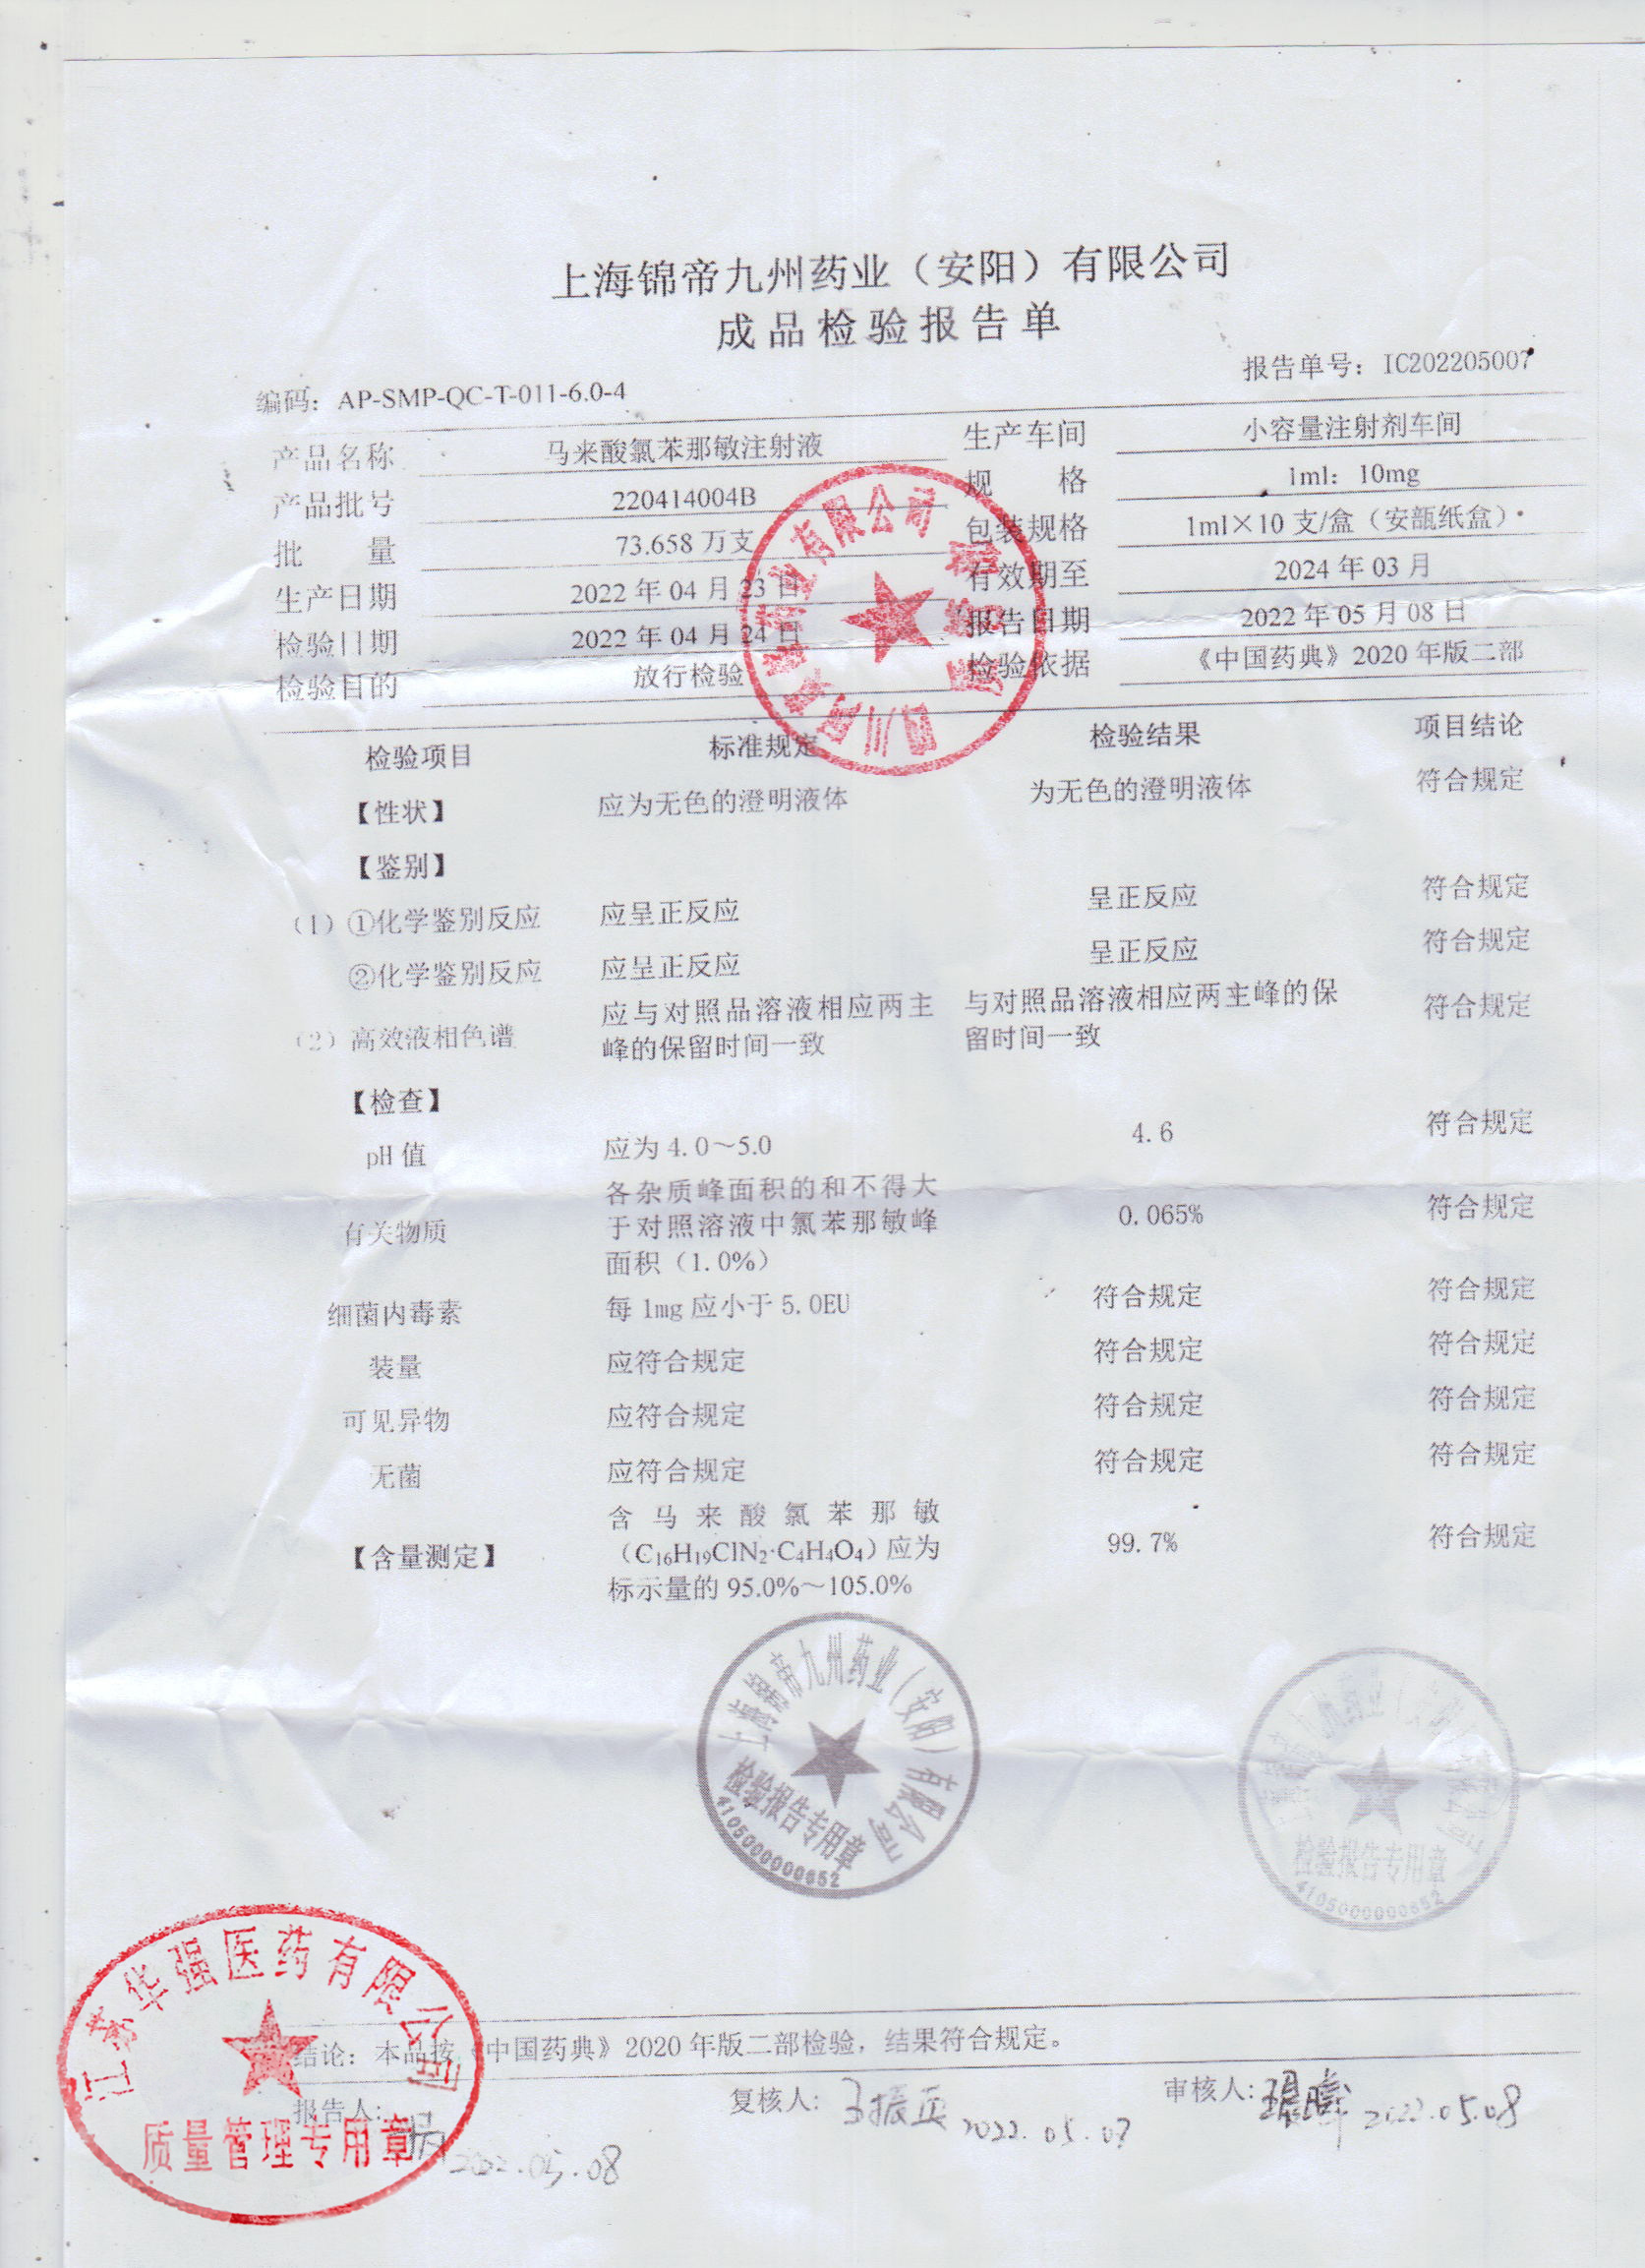 上海锦帝九州药业（安阳）有限公司
成品检验报告单
编码：AP-SMP-QC-T-011-6.0-4 报告单号：IC202205007
产品名称 马来酸氯苯那敏注射液 生产车间 小容量注射剂车间
产品批号 220414004B 规 格 1ml：10mg
批 量 73.658 万支 包装规格 1ml×10 支/盒（安瓿纸盒）
生产日期 2022 年 04 月 23 日 有效期至 2024 年 03 月
检验日期 2022 年 04 月 24 日 报告日期 2022 年 05 月 08 日
检验目的 放行检验 检验依据 《中国药典》2020 年版二部
检验项目 标准规定 检验结果 项目结论
【性状】 应为无色的澄明液体 为无色的澄明液体 符合规定
【鉴别】
（1）①化学鉴别反应 应呈正反应 呈正反应 符合规定
②化学鉴别反应 应呈正反应 呈正反应 符合规定
（2）高效液相色谱 应与对照品溶液相应两主 与对照品溶液相应两主峰的保 符合规定
峰的保留时间一致 留时间一致
【检查】
pH 值 应为 4.0～5.0 4.6 符合规定
各杂质峰面积的和不得大
有关物质 于对照溶液中氯苯那敏峰 0.065% 符合规定
面积（1.0%）
细菌内毒素 每 1mg 应小于 5.0EU 符合规定 符合规定
装量 应符合规定 符合规定 符合规定
可见异物 应符合规定 符合规定 符合规定
无菌 应符合规定 符合规定 符合规定
含马来酸氯苯那敏
【含量测定】 （C₁₆H₁₉ClN₂·C₄H₄O₄）应为 99.7% 符合规定
标示量的 95.0%～105.0%
上海锦帝九州药业（安阳）有限公司
检验报告专用章
4105000000652
检验报告专用章
4105000000652
江苏华强医药有限公司
质量管理专用章
结论：本品按《中国药典》2020 年版二部检验，结果符合规定。
报告人： 2022.05.08 复核人： 2022.05.07 审核人： 2022.05.08